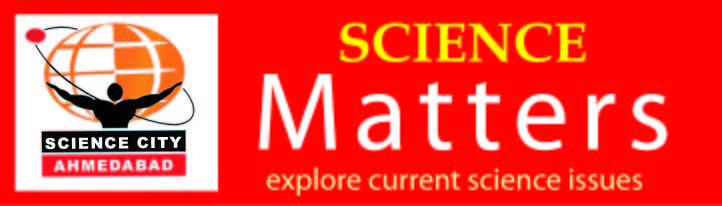 SCIENCE CITY
AHMEDABAD
SCIENCE
Matters
explore current science issues